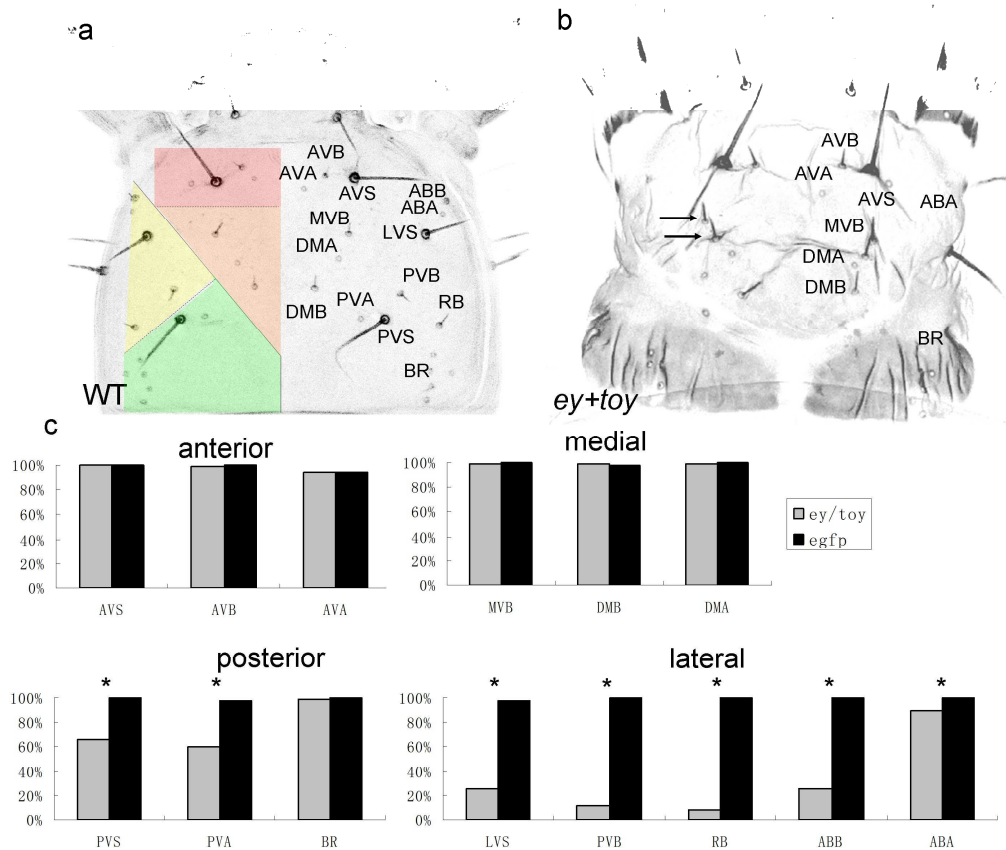 a
AVB
AVA
AVS
ABB
ABA
MVB
LVS
DMA
PVB
DMB
PVA
RB
PVS
BR
WT
b
AVB
AVA
AVS
ABA
MVB
DMA
DMB
BR
ey+toy
c
anterior
100%
80%
60%
40%
20%
0%
AVS AVB AVA
medial
100%
80%
60%
40%
20%
0%
MVB DMB DMA
ey/toy
egfp
posterior
* *
100%
80%
60%
40%
20%
0%
PVS PVA BR
lateral
* * * * *
100%
80%
60%
40%
20%
0%
LVS PVB RB ABB ABA